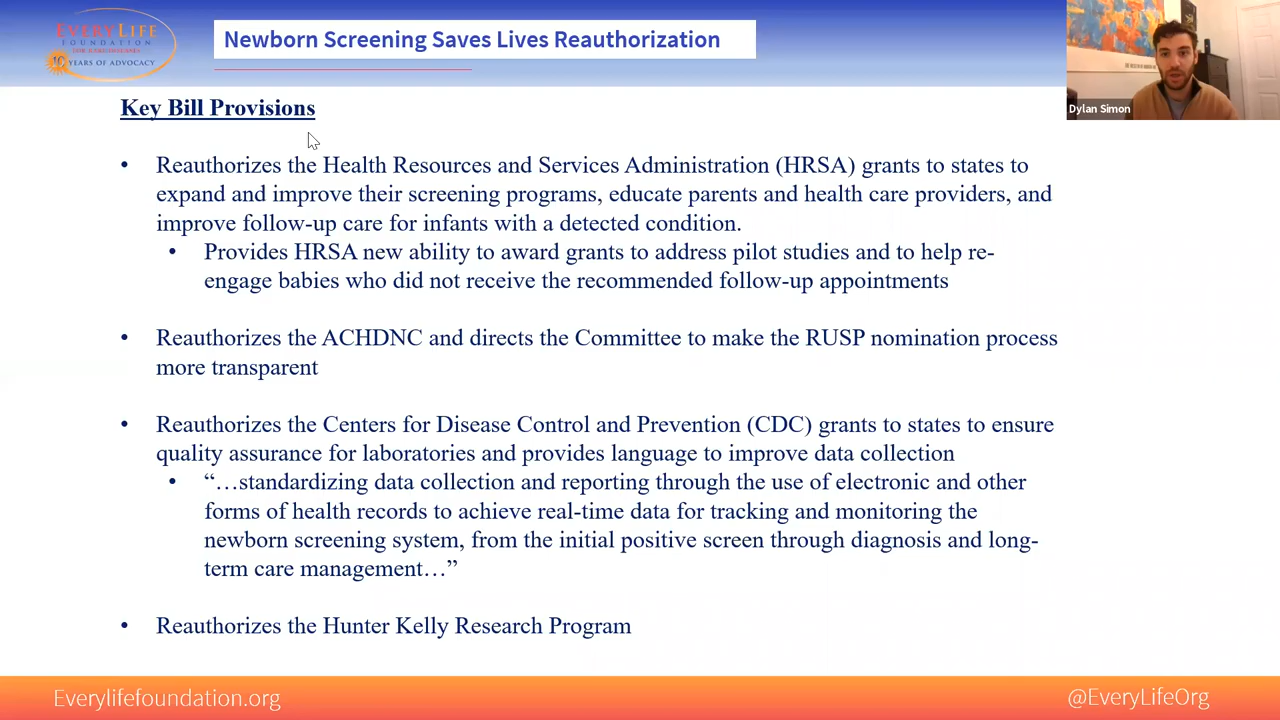 EVERYLIFE
FOUNDATION
FOR RARE DISEASES
10 YEARS OF ADVOCACY
Newborn Screening Saves Lives Reauthorization
Dylan Simon
Key Bill Provisions
• Reauthorizes the Health Resources and Services Administration (HRSA) grants to states to
expand and improve their screening programs, educate parents and health care providers, and
improve follow-up care for infants with a detected condition.
• Provides HRSA new ability to award grants to address pilot studies and to help re-
engage babies who did not receive the recommended follow-up appointments
• Reauthorizes the ACHDNC and directs the Committee to make the RUSP nomination process
more transparent
• Reauthorizes the Centers for Disease Control and Prevention (CDC) grants to states to ensure
quality assurance for laboratories and provides language to improve data collection
• “…standardizing data collection and reporting through the use of electronic and other
forms of health records to achieve real-time data for tracking and monitoring the
newborn screening system, from the initial positive screen through diagnosis and long-
term care management…”
• Reauthorizes the Hunter Kelly Research Program
Everylifefoundation.org
@EveryLifeOrg